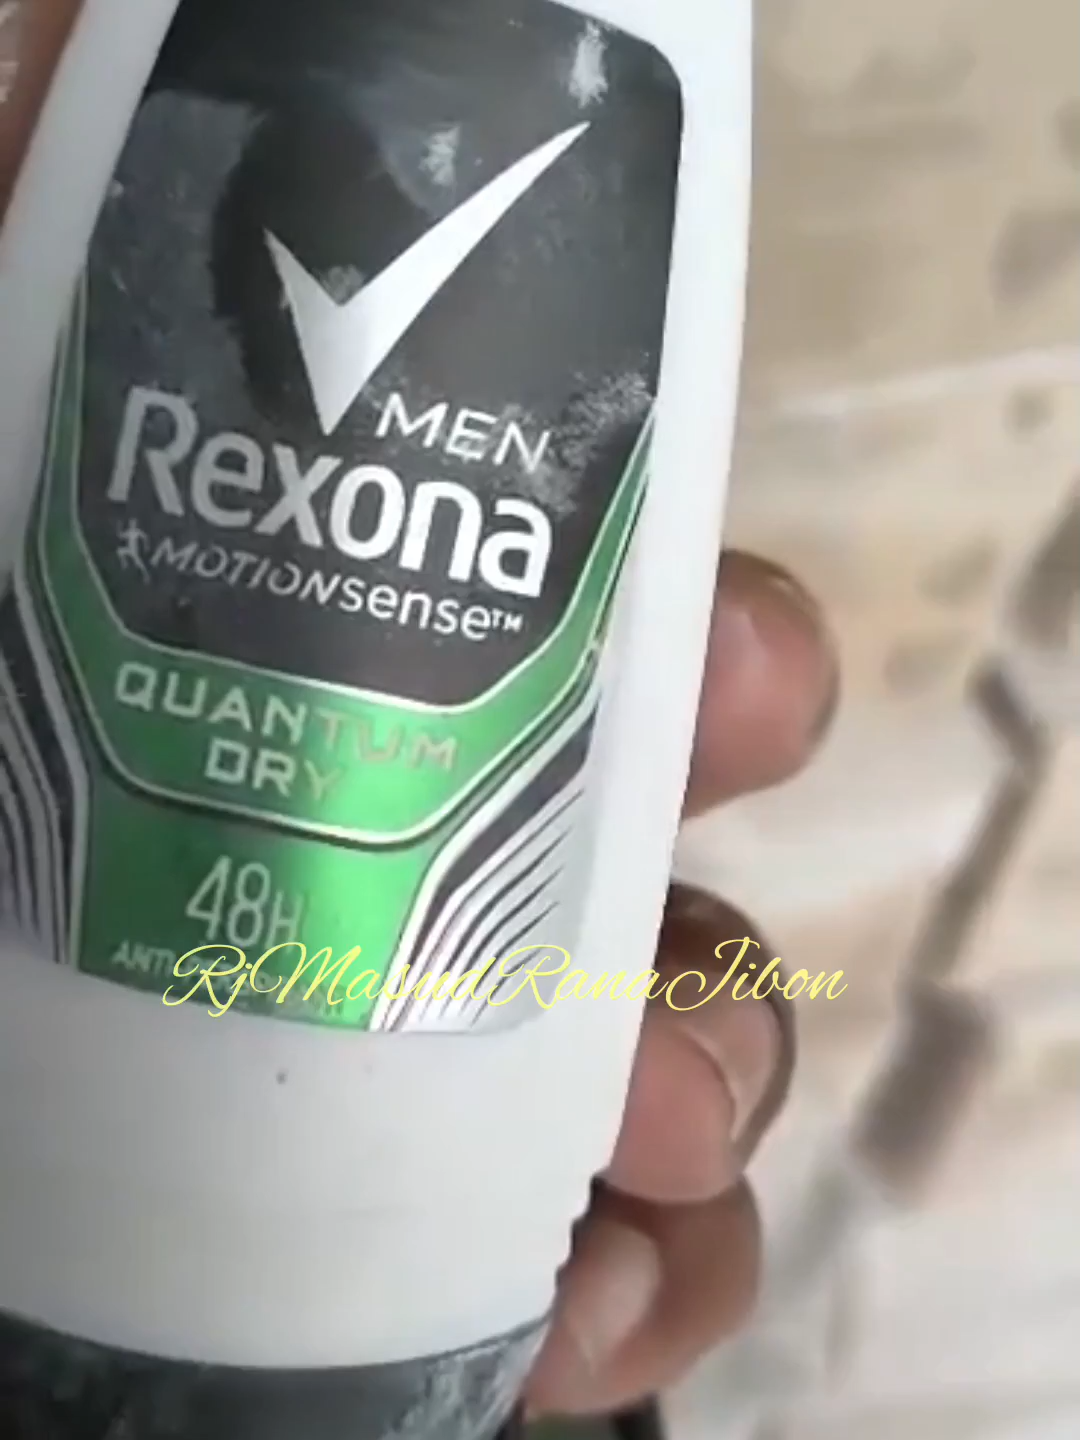 MEN
Rexona
MOTIONsense™
QUANTUM
DRY
48H
RjMasudRanaJibon